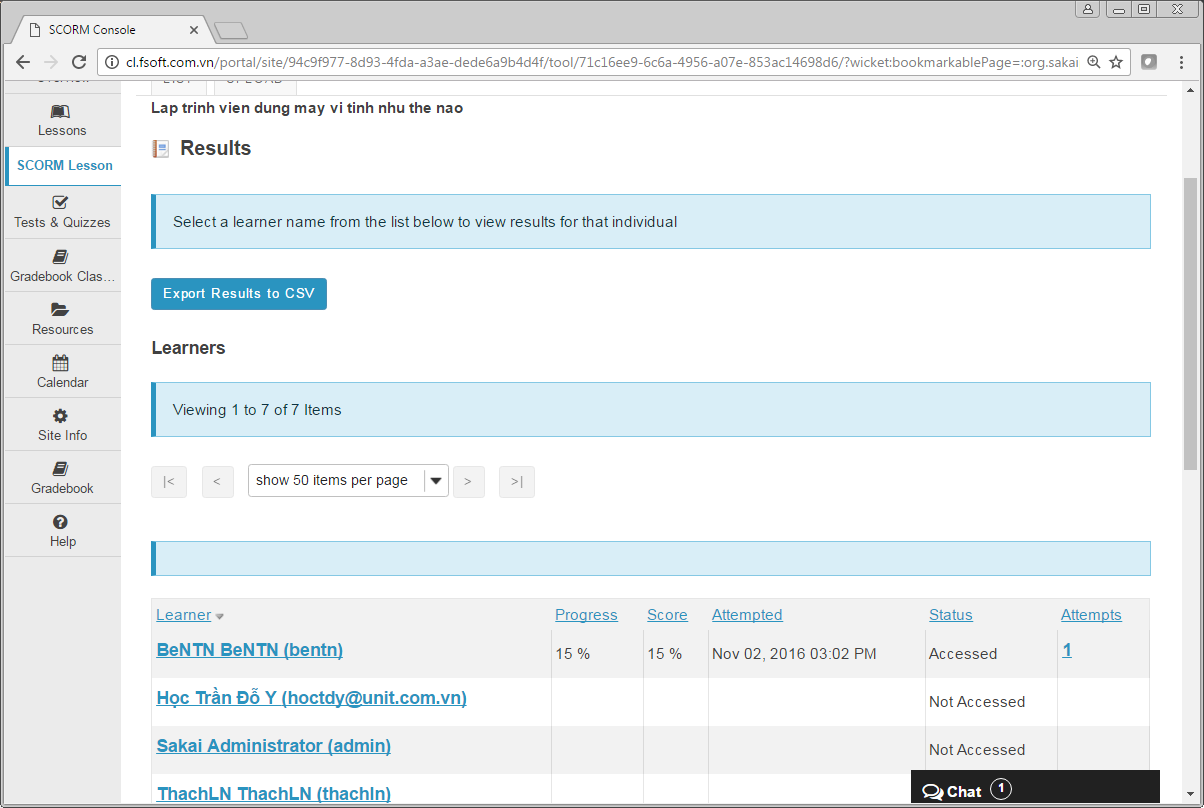 SCORM Console
cl.fsoft.com.vn/portal/site/94c9f977-8d93-4fda-a3ae-dede6a9b4d4f/tool/71c16ee9-6c6a-4956-a07e-853ac14698d6/?wicket:bookmarkablePage=:org.sakai
Lap trinh vien dung may vi tinh nhu the nao
Lessons
SCORM Lesson
Tests & Quizzes
Gradebook Clas...
Resources
Calendar
Site Info
Gradebook
Help
Results
Select a learner name from the list below to view results for that individual
Export Results to CSV
Learners
Viewing 1 to 7 of 7 Items
|< < show 50 items per page > >|
Learner Progress Score Attempted Status Attempts
BeNTN BeNTN (bentn) 15 % 15 % Nov 02, 2016 03:02 PM Accessed 1
Học Trần Đỗ Y (hoctdy@unit.com.vn) Not Accessed
Sakai Administrator (admin) Not Accessed
ThachLN ThachLN (thachln)
Chat 1